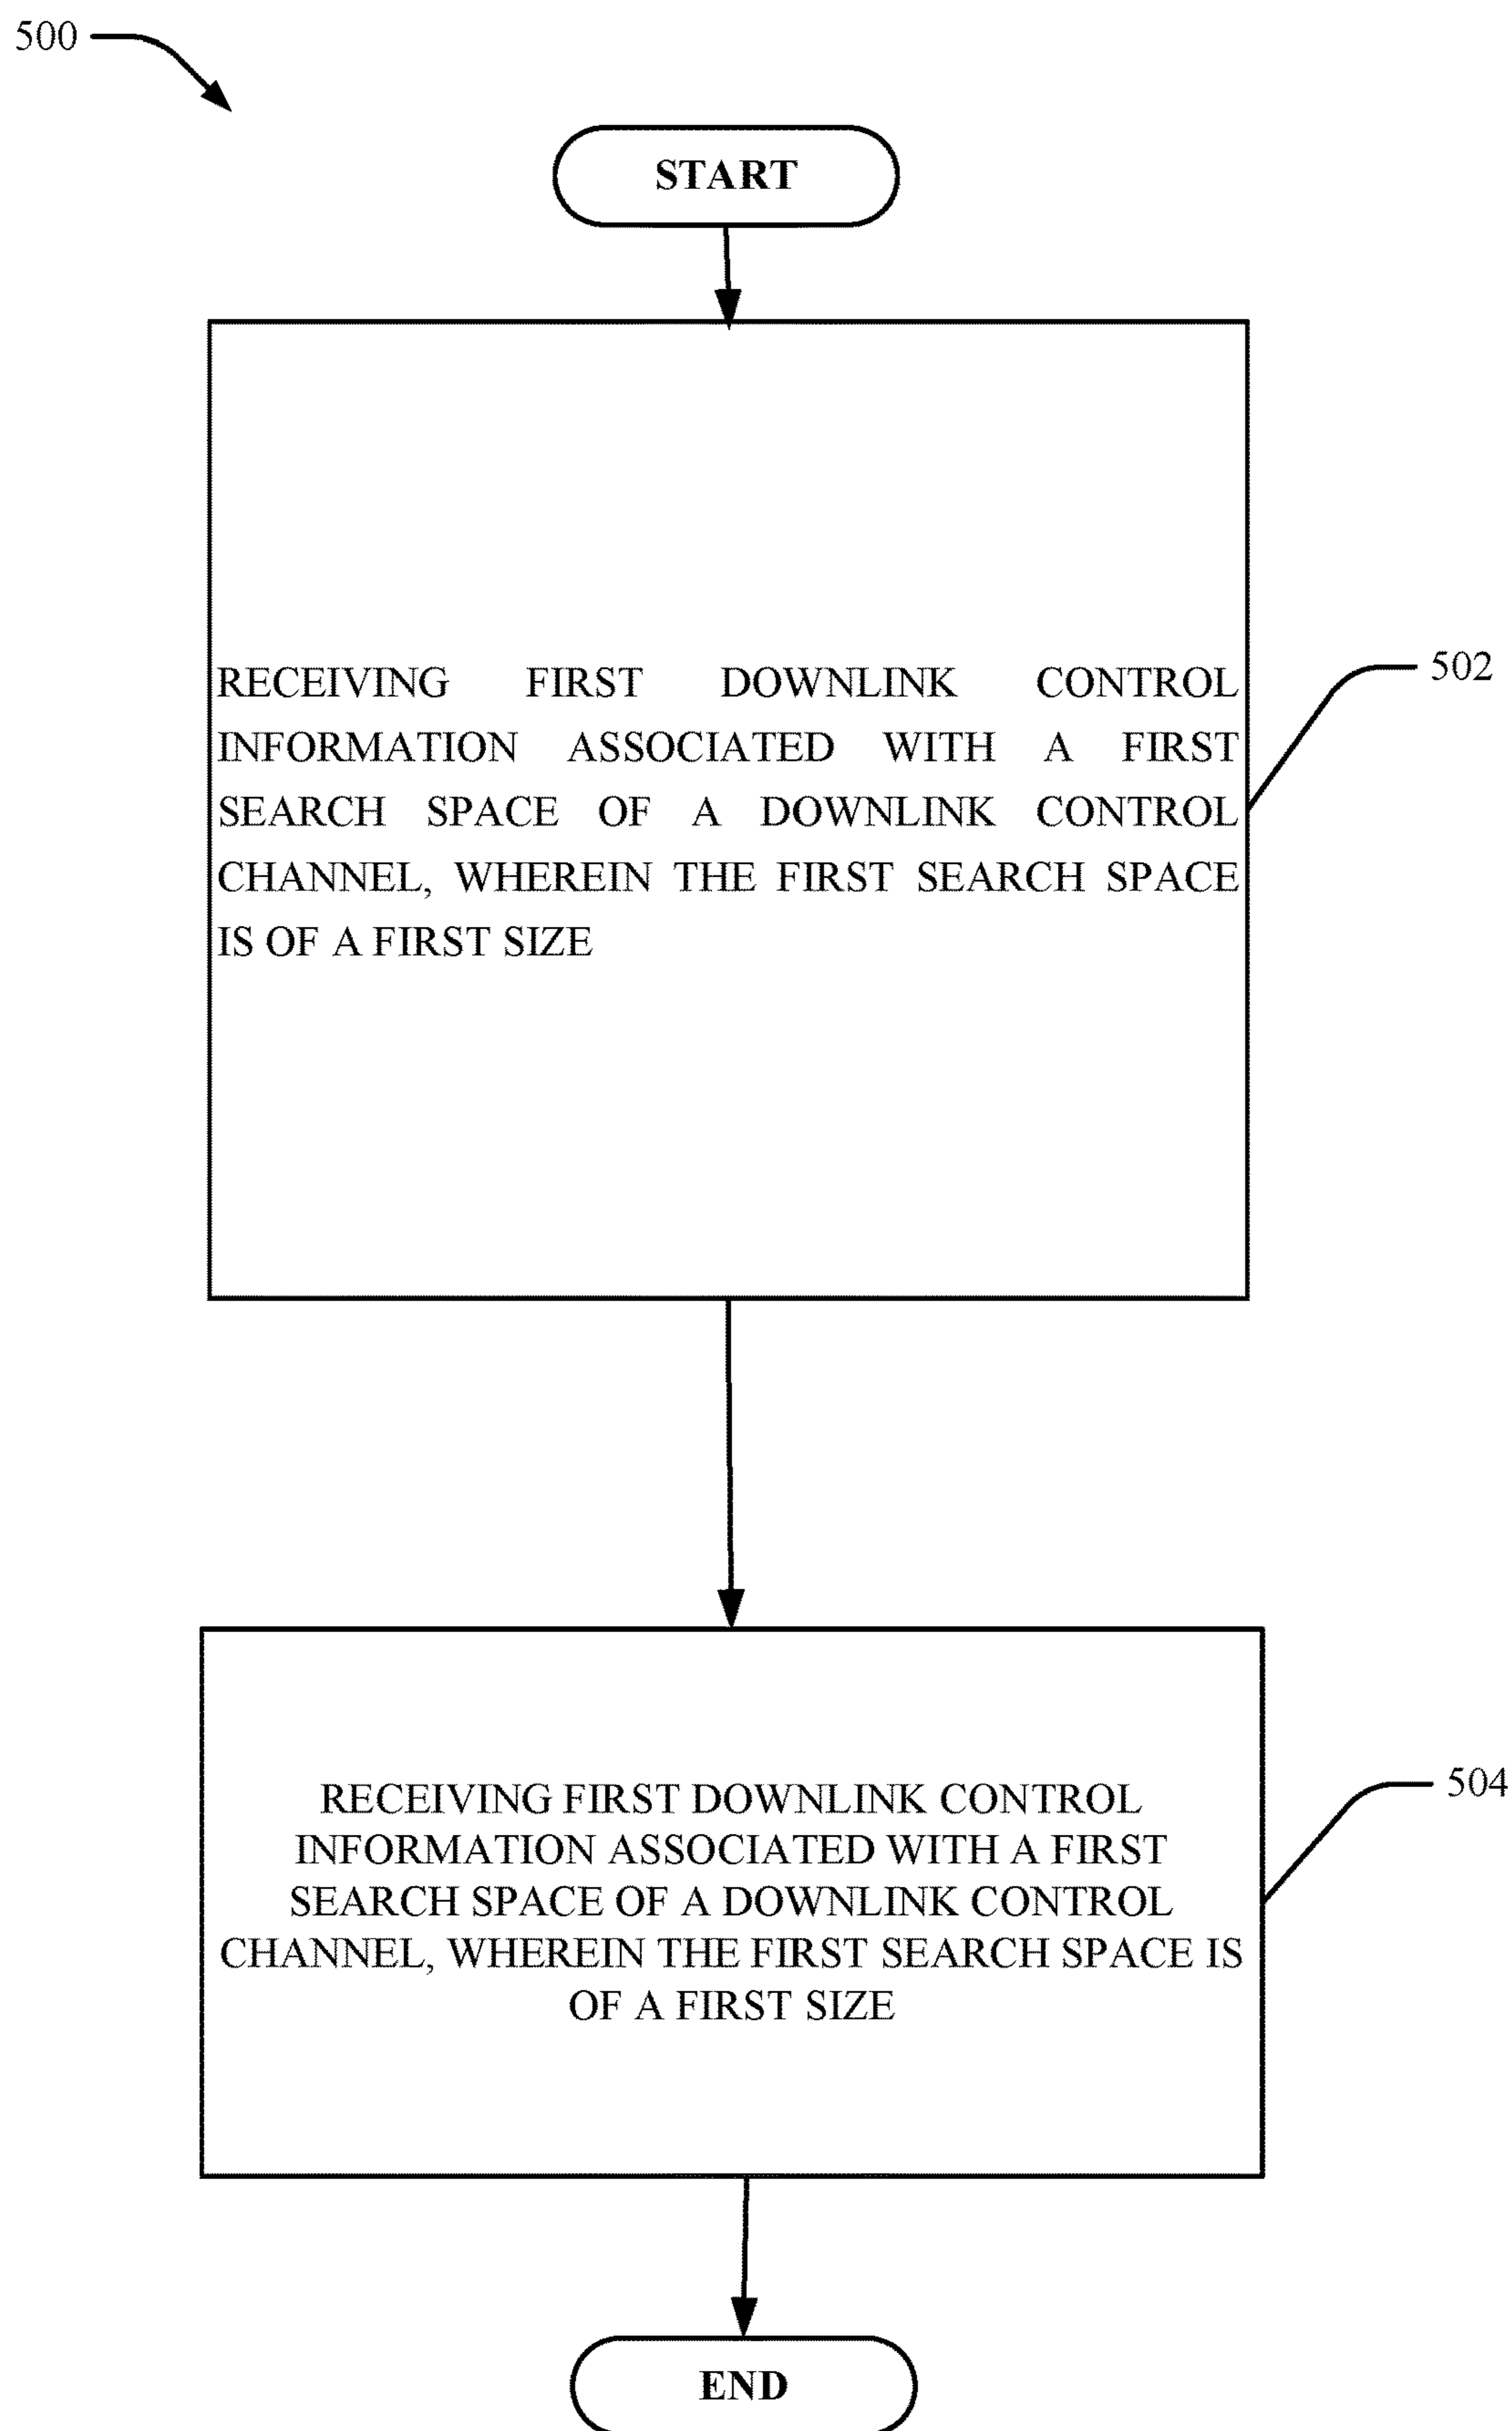 500
START
RECEIVING FIRST DOWNLINK CONTROL
INFORMATION ASSOCIATED WITH A FIRST
SEARCH SPACE OF A DOWNLINK CONTROL
CHANNEL, WHEREIN THE FIRST SEARCH SPACE
IS OF A FIRST SIZE
502
RECEIVING FIRST DOWNLINK CONTROL
INFORMATION ASSOCIATED WITH A FIRST
SEARCH SPACE OF A DOWNLINK CONTROL
CHANNEL, WHEREIN THE FIRST SEARCH SPACE IS
OF A FIRST SIZE
504
END